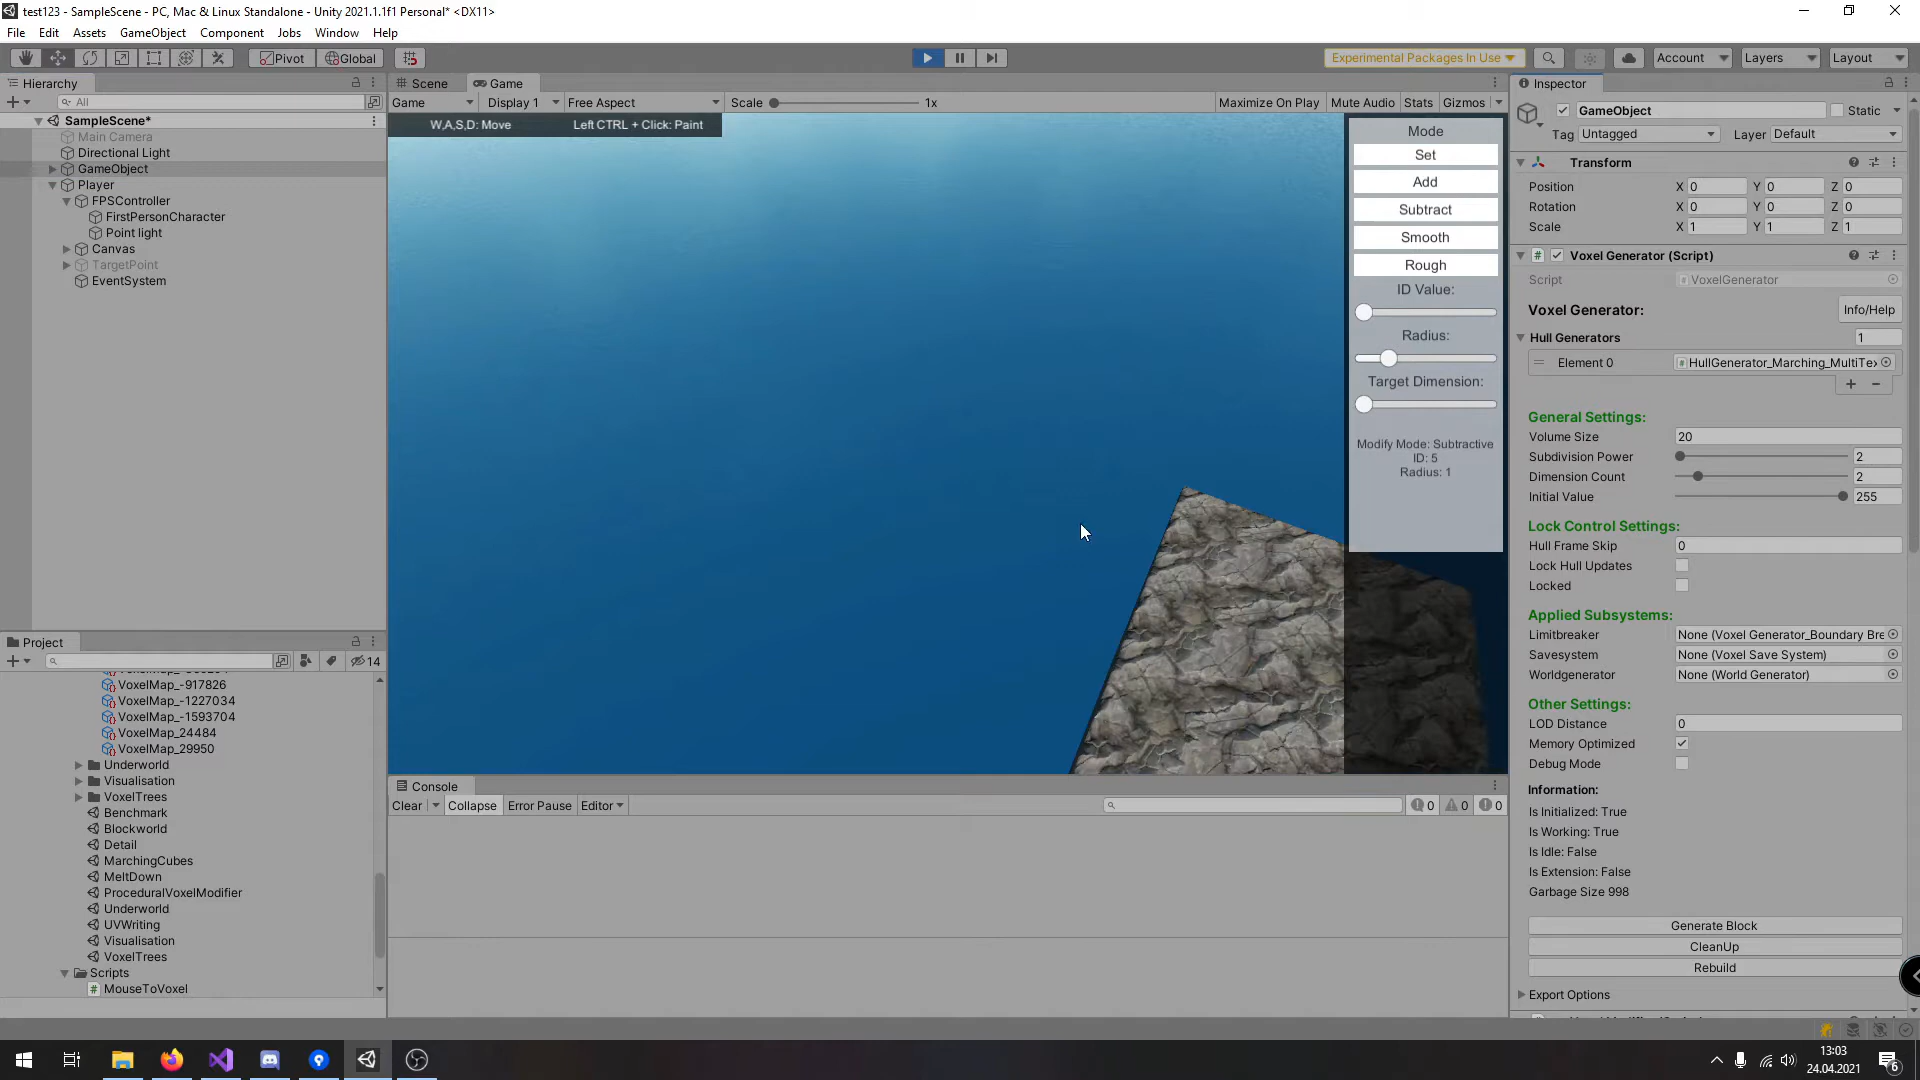 test123 - SampleScene - PC, Mac & Linux Standalone - Unity 2021.1.1f1 Personal* <DX11>
File Edit Assets GameObject Component Jobs Window Help
Pivot Global Experimental Packages In Use Account Layers Layout
Hierarchy
All
SampleScene*
Main Camera
Directional Light
GameObject
Player
FPSController
FirstPersonCharacter
Point light
Canvas
TargetPoint
EventSystem
Project
14
VoxelMap_-917826
VoxelMap_-1227034
VoxelMap_-1593704
VoxelMap_24484
VoxelMap_29950
Underworld
Visualisation
VoxelTrees
Benchmark
Blockworld
Detail
MarchingCubes
MeltDown
ProceduralVoxelModifier
Underworld
UVWriting
Visualisation
VoxelTrees
Scripts
MouseToVoxel
Scene Game
Game Display 1 Free Aspect Scale 1x Maximize On Play Mute Audio Stats Gizmos
W,A,S,D: Move Left CTRL + Click: Paint
Mode
Set
Add
Subtract
Smooth
Rough
ID Value:
Radius:
Target Dimension:
Modify Mode: Subtractive
ID: 5
Radius: 1
Console
Clear Collapse Error Pause Editor 0 0 0
Inspector
GameObject Static
Tag Untagged Layer Default
Transform
Position X 0 Y 0 Z 0
Rotation X 0 Y 0 Z 0
Scale X 1 Y 1 Z 1
# Voxel Generator (Script)
Script VoxelGenerator
Voxel Generator: Info/Help
Hull Generators 1
Element 0 HullGenerator_Marching_MultiTex
General Settings:
Volume Size 20
Subdivision Power 2
Dimension Count 2
Initial Value 255
Lock Control Settings:
Hull Frame Skip 0
Lock Hull Updates
Locked
Applied Subsystems:
Limitbreaker None (Voxel Generator_Boundary Bre
Savesystem None (Voxel Save System)
Worldgenerator None (World Generator)
Other Settings:
LOD Distance 0
Memory Optimized
Debug Mode
Information:
Is Initialized: True
Is Working: True
Is Idle: False
Is Extension: False
Garbage Size 998
Generate Block
CleanUp
Rebuild
Export Options
13:03
24.04.2021
6